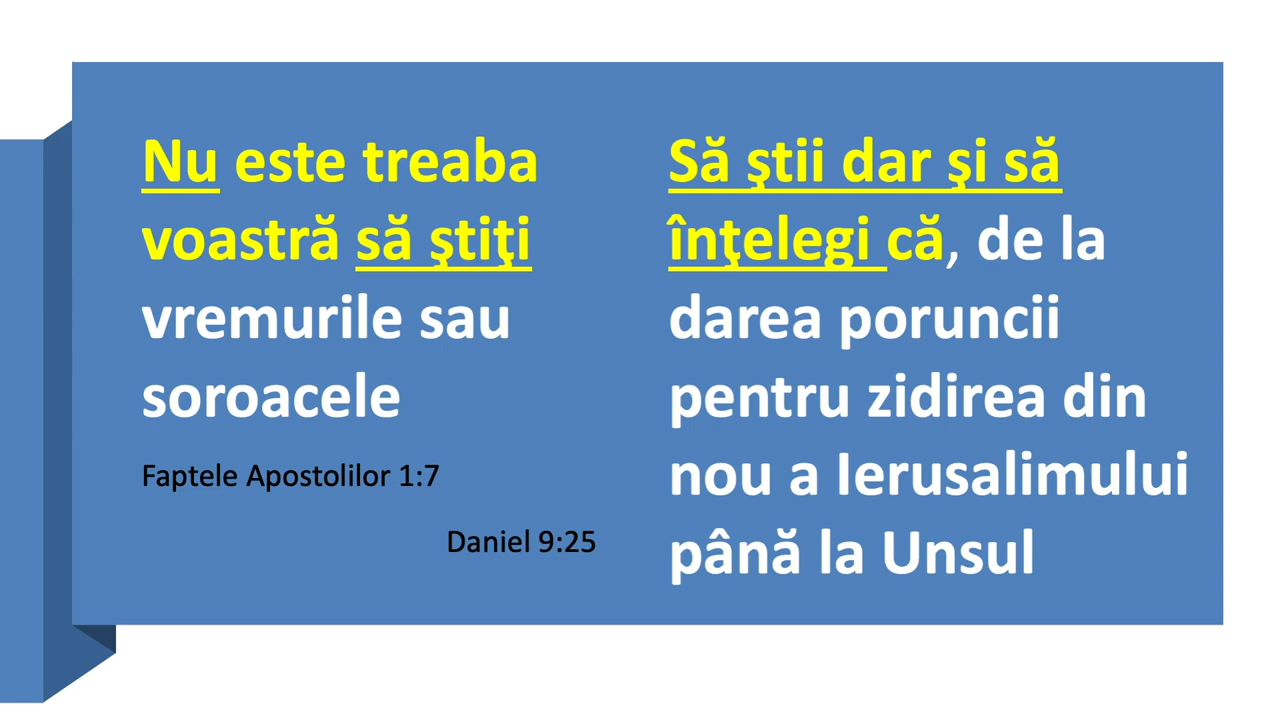 Nu este treaba
voastră să ştiţi
vremurile sau
soroacele
Faptele Apostolilor 1:7
Daniel 9:25
Să ştii dar şi să
înţelegi că, de la
darea poruncii
pentru zidirea din
nou a Ierusalimului
până la Unsul